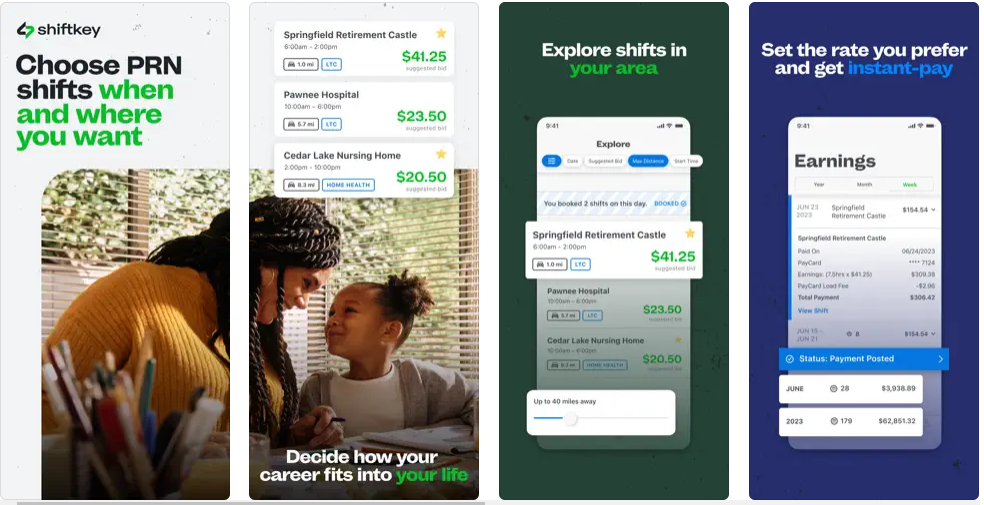 shiftkey
Choose PRN
shifts when
and where
you want
Springfield Retirement Castle
6:00am - 2:00pm
$41.25
1.0 mi LTC
suggested bid
Pawnee Hospital
10:00am - 6:00pm
$23.50
5.7 mi LTC
suggested bid
Cedar Lake Nursing Home
2:00pm - 10:00pm
$20.50
8.3 mi HOME HEALTH
suggested bid
Decide how your
career fits into your life
Explore shifts in
your area
9:41
Explore
Date Suggested Bid Max Distance Start Time
You booked 2 shifts on this day. BOOKED
Springfield Retirement Castle
6:00am - 2:00pm
$41.25
1.0 mi LTC
suggested bid
Pawnee Hospital
10:00am - 6:00pm
$23.50
5.7 mi LTC
suggested bid
Cedar Lake Nursing Home
2:00pm - 10:00pm
$20.50
8.3 mi HOME HEALTH
suggested bid
Up to 40 miles away
Set the rate you prefer
and get instant-pay
9:41
Earnings
Year Month Week
JUN 23
2023
Springfield
Retirement Castle
$154.54
Springfield Retirement Castle
Paid On 06/24/2023
PayCard •••• 7124
Earnings: (7.5hrs x $41.25) $309.38
PayCard Load Fee -$2.96
Total Payment $306.42
View Shift
JUN 15 -
JUN 21
8 $154.54
Status: Payment Posted
JUNE 28 $3,938.89
2023 179 $62,851.32